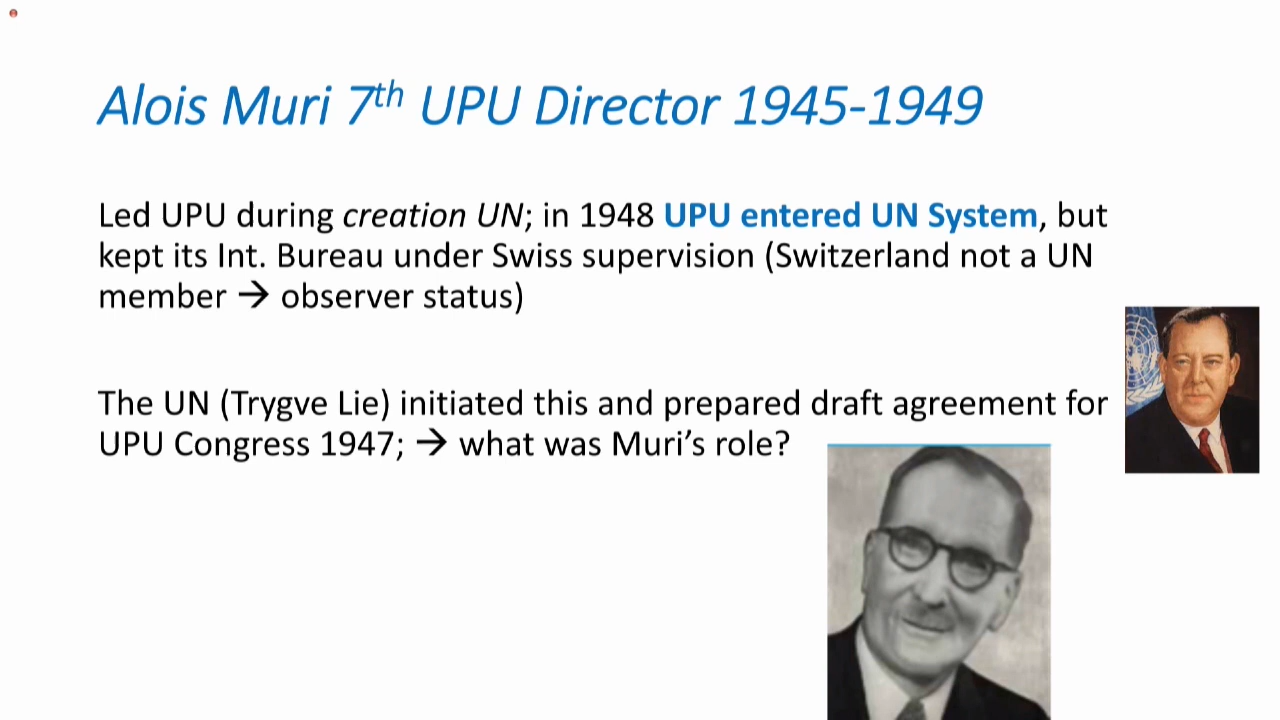 Alois Muri 7th UPU Director 1945-1949
Led UPU during creation UN; in 1948 UPU entered UN System, but
kept its Int. Bureau under Swiss supervision (Switzerland not a UN
member → observer status)
The UN (Trygve Lie) initiated this and prepared draft agreement for
UPU Congress 1947; → what was Muri’s role?